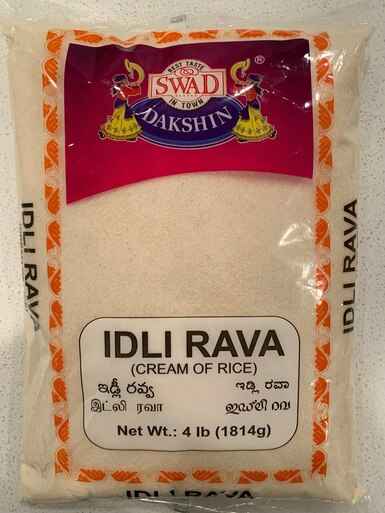 BEST TASTE
SWAD
®
IN TOWN
DAKSHIN
IDLI RAVA
IDLI RAVA
IDLI RAVA
(CREAM OF RICE)
ఇడ్లీ రవ్వ ಇಡ್ಲಿ ರವಾ
இட்லி ரவா ഇഡ്ലി റവ
Net Wt.: 4 lb (1814g)
IDLI RAVA